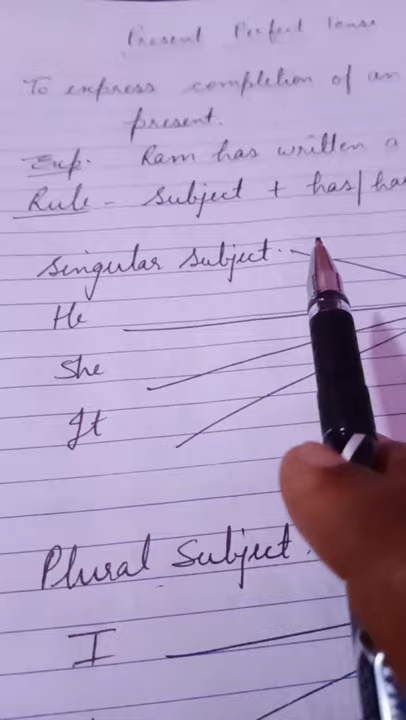 Present Perfect Tense
To express completion of an
present.
Exp. Ram has written a
Rule - Subject + has/ha
Singular Subject.
He
She
It
Plural Subject.
I